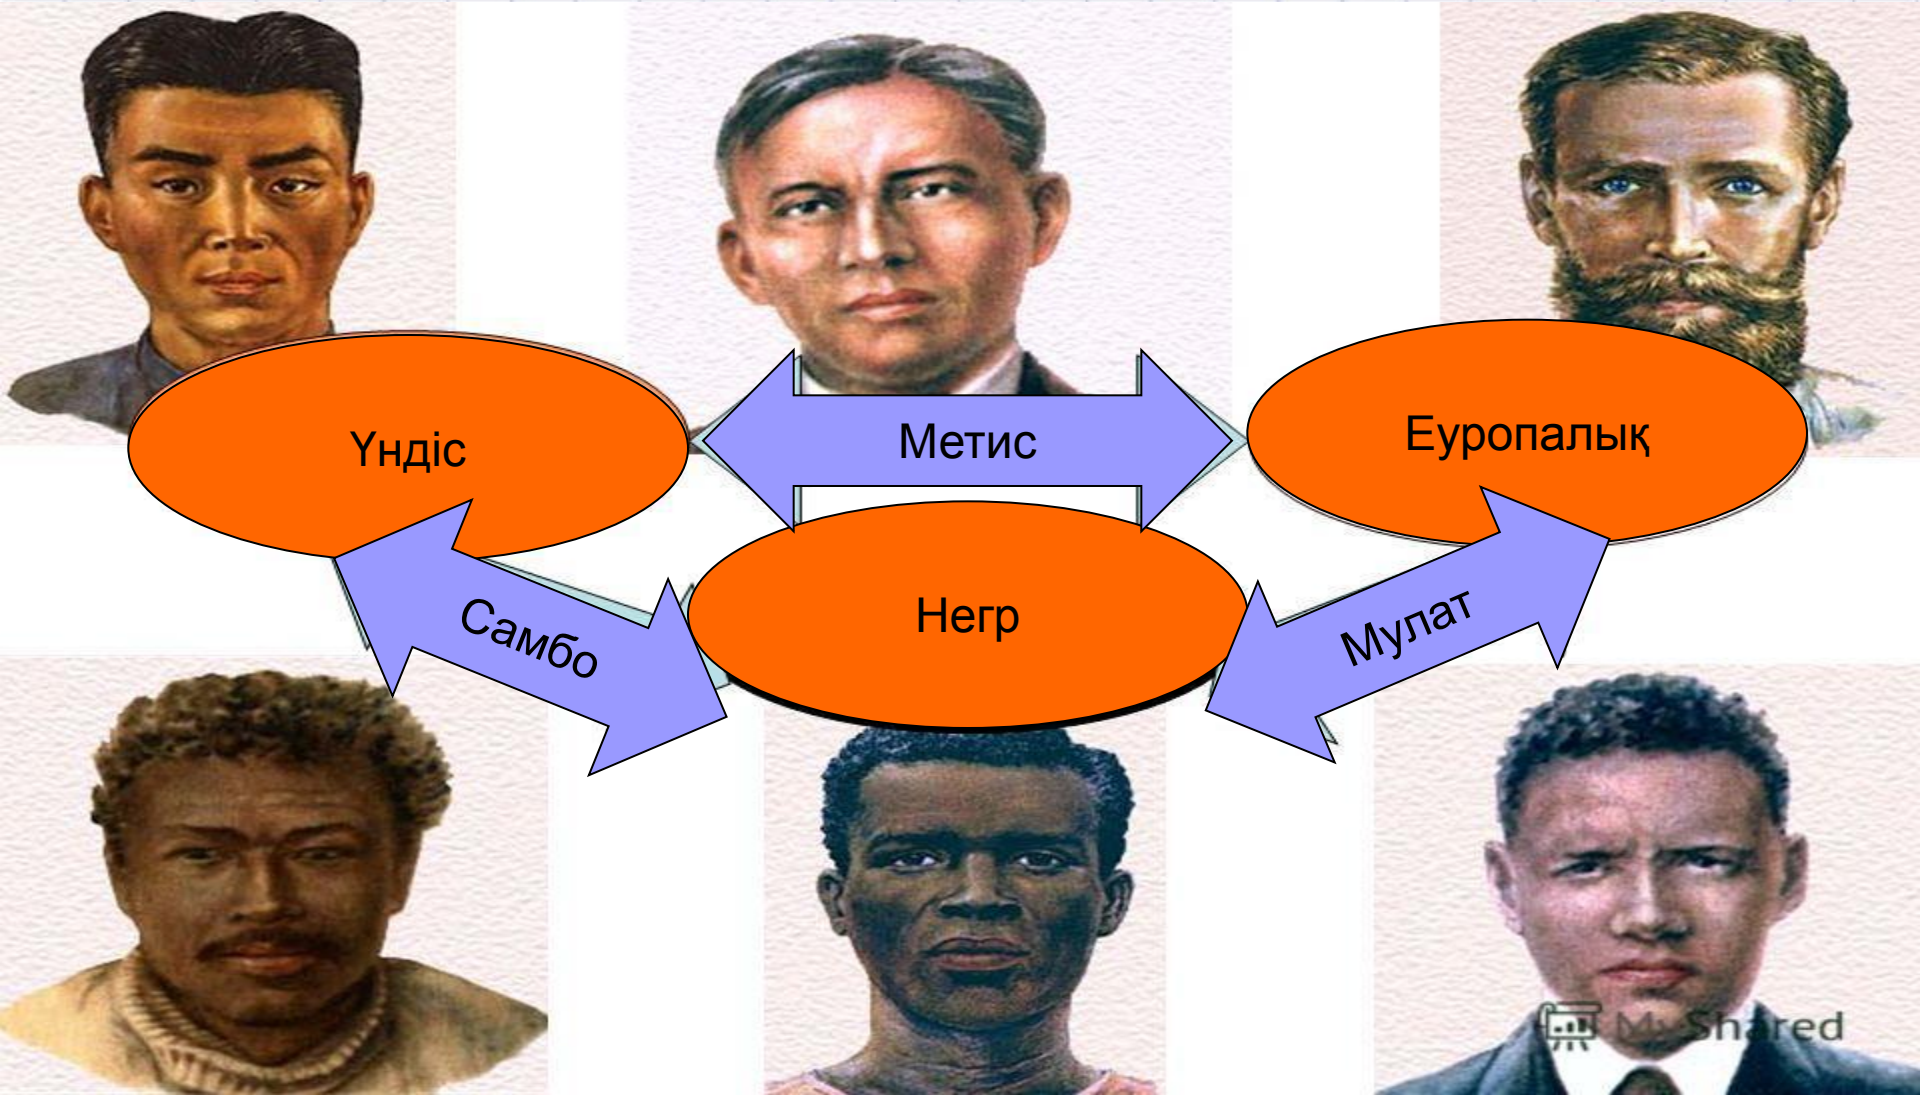 Үндіс
Метис
Еуропалық
Самбо
Негр
Мулат
MyShared